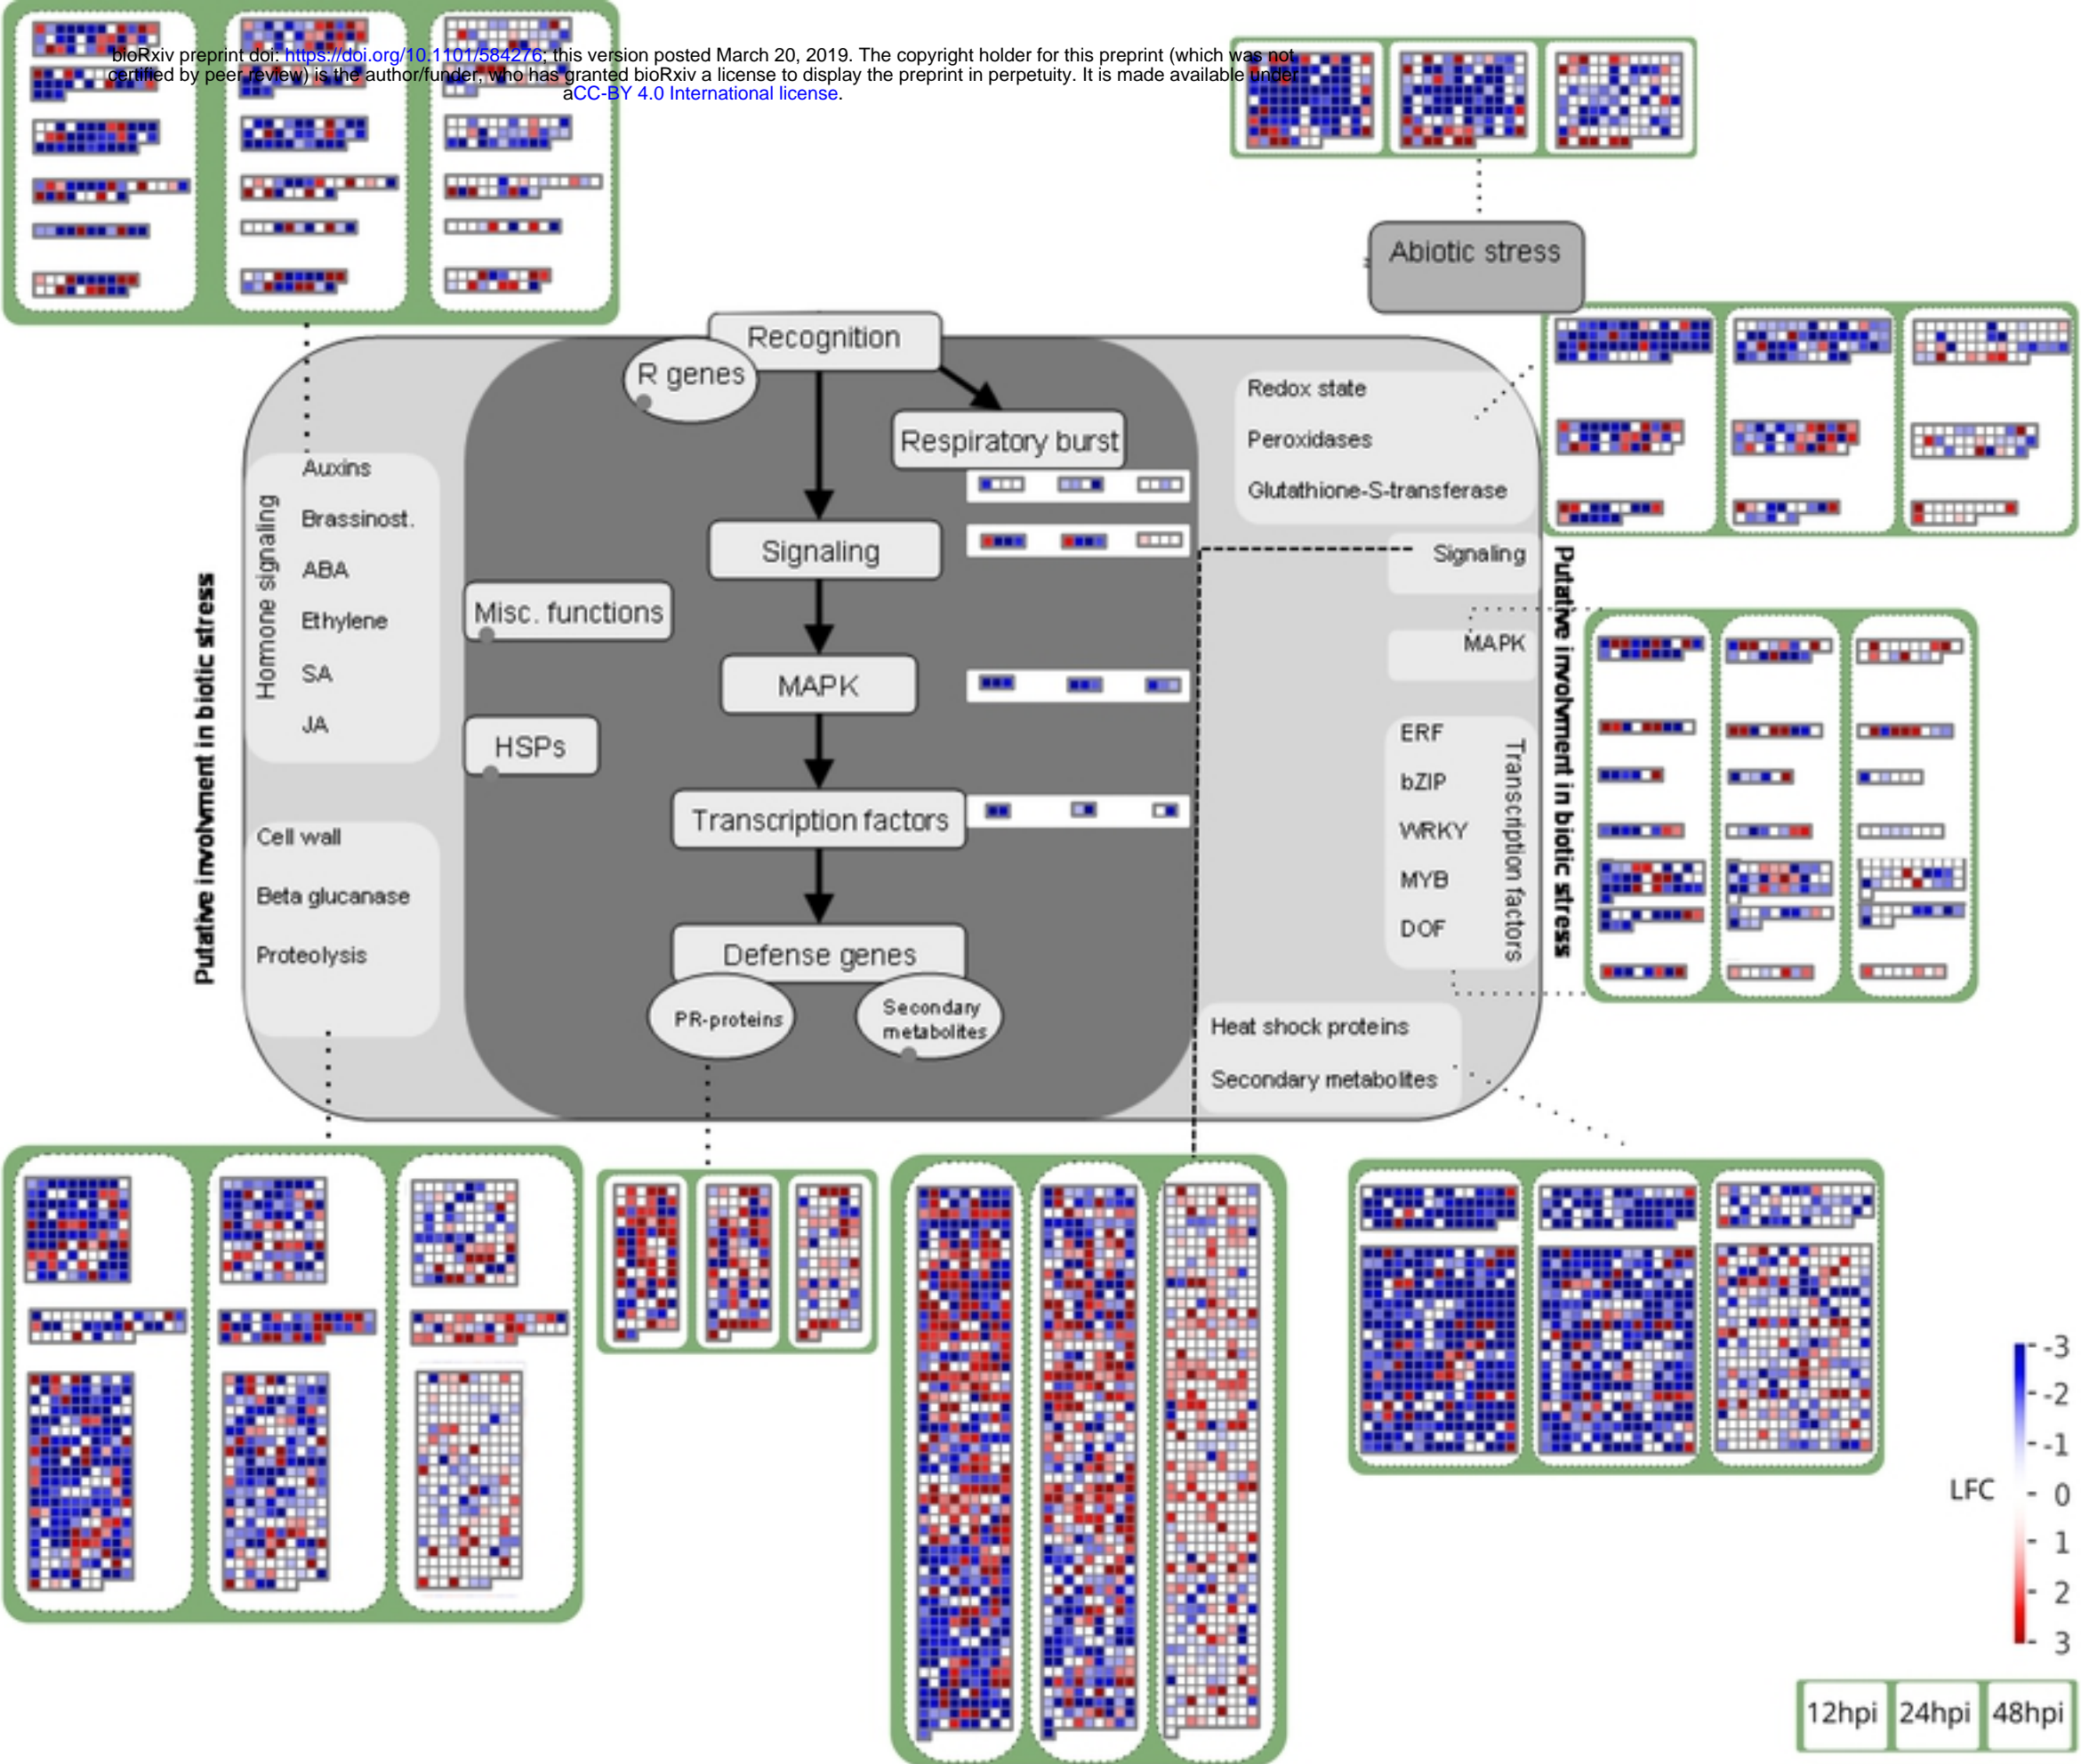 bioRxiv preprint doi: https://doi.org/10.1101/584276; this version posted March 20, 2019. The copyright holder for this preprint (which was not
certified by peer review) is the author/funder, who has granted bioRxiv a license to display the preprint in perpetuity. It is made available under
aCC-BY 4.0 International license.
Abiotic stress
Recognition
R genes
Respiratory burst
Signaling
Misc. functions
MAPK
HSPs
Transcription factors
Defense genes
PR-proteins
Secondary
metabolites
Putative involvment in biotic stress
Hormone signaling
Auxins
Brassinost.
ABA
Ethylene
SA
JA
Cell wall
Beta glucanase
Proteolysis
Redox state
Peroxidases
Glutathione-S-transferase
Signaling
MAPK
ERF
bZIP
WRKY
MYB
DOF
Transcription factors
Putative involvment in biotic stress
Heat shock proteins
Secondary metabolites
LFC
-3
-2
-1
0
1
2
3
12hpi 24hpi 48hpi